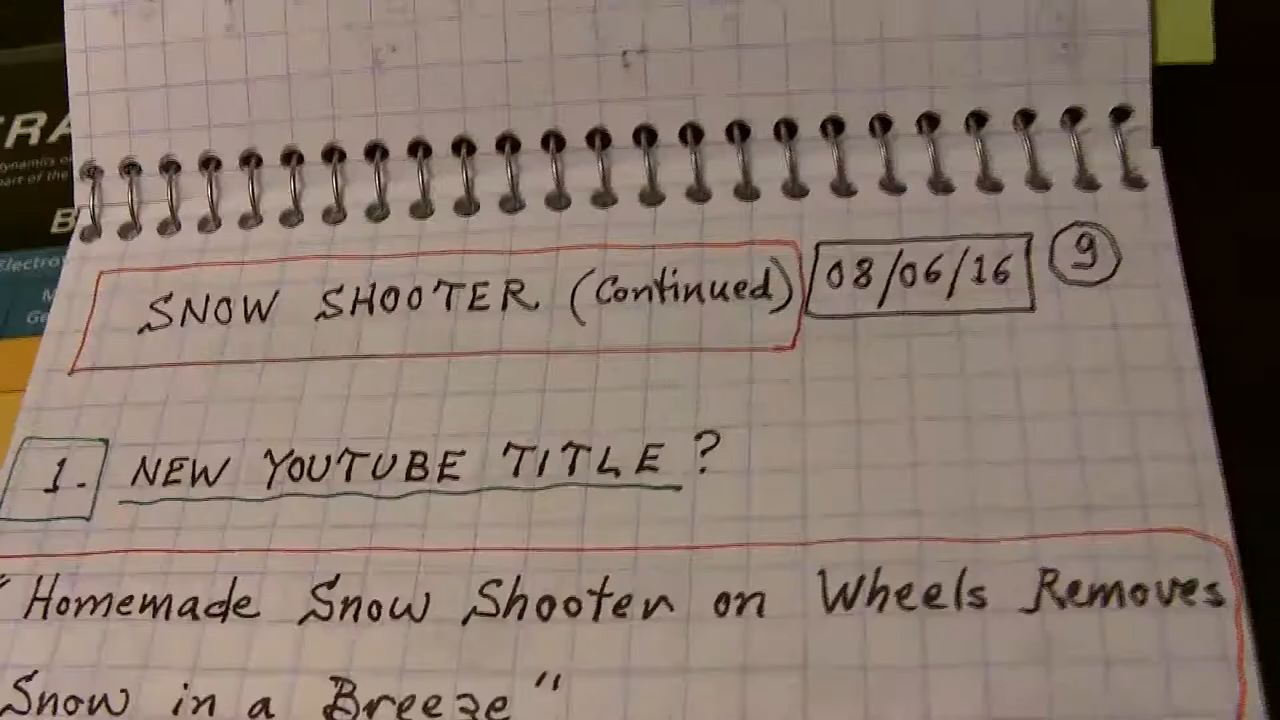 SNOW SHOOTER (Continued) 08/06/16 9
1. NEW YOUTUBE TITLE?
"Homemade Snow Shooter on Wheels Removes
Snow in a Breeze"